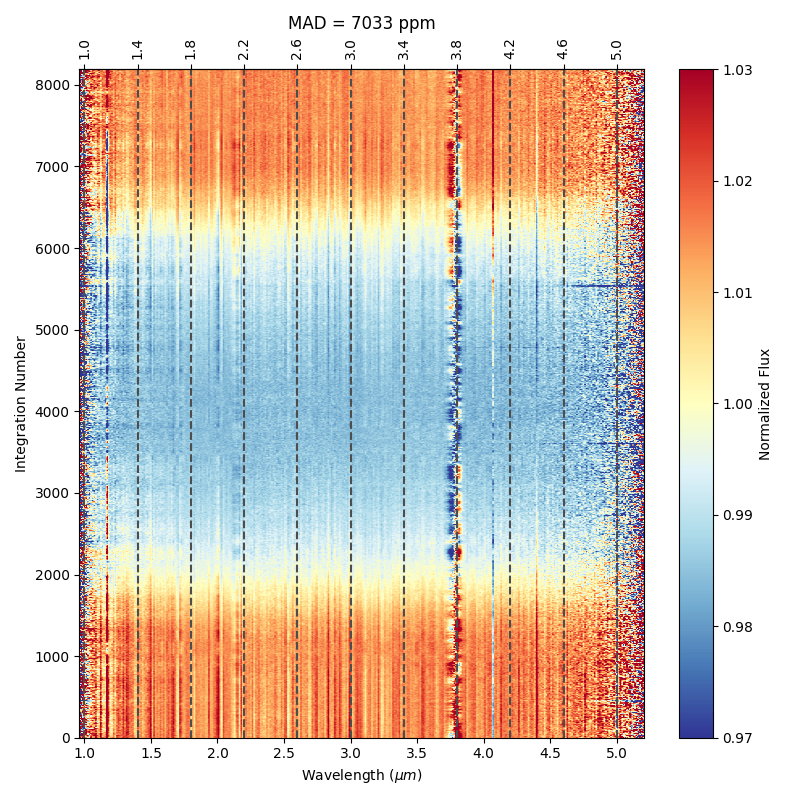 MAD = 7033 ppm
1.0 1.4 1.8 2.2 2.6 3.0 3.4 3.8 4.2 4.6 5.0
8000
7000
6000
5000
4000
3000
2000
1000
0
Integration Number
1.0 1.5 2.0 2.5 3.0 3.5 4.0 4.5 5.0
Wavelength (μm)
1.03
1.02
1.01
1.00
0.99
0.98
0.97
Normalized Flux